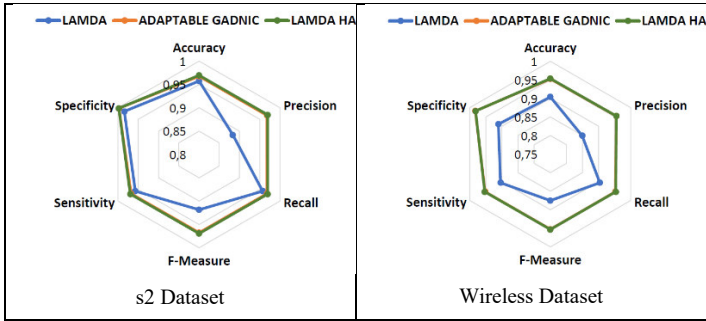 LAMDA ADAPTABLE GADNIC LAMDA HA
Accuracy
1
0,95
0,9
0,85
0,8
Precision
Recall
F-Measure
Sensitivity
Specificity
s2 Dataset
LAMDA ADAPTABLE GADNIC LAMDA HA
Accuracy
1
0,95
0,9
0,85
0,8
0,75
Precision
Recall
F-Measure
Sensitivity
Specificity
Wireless Dataset